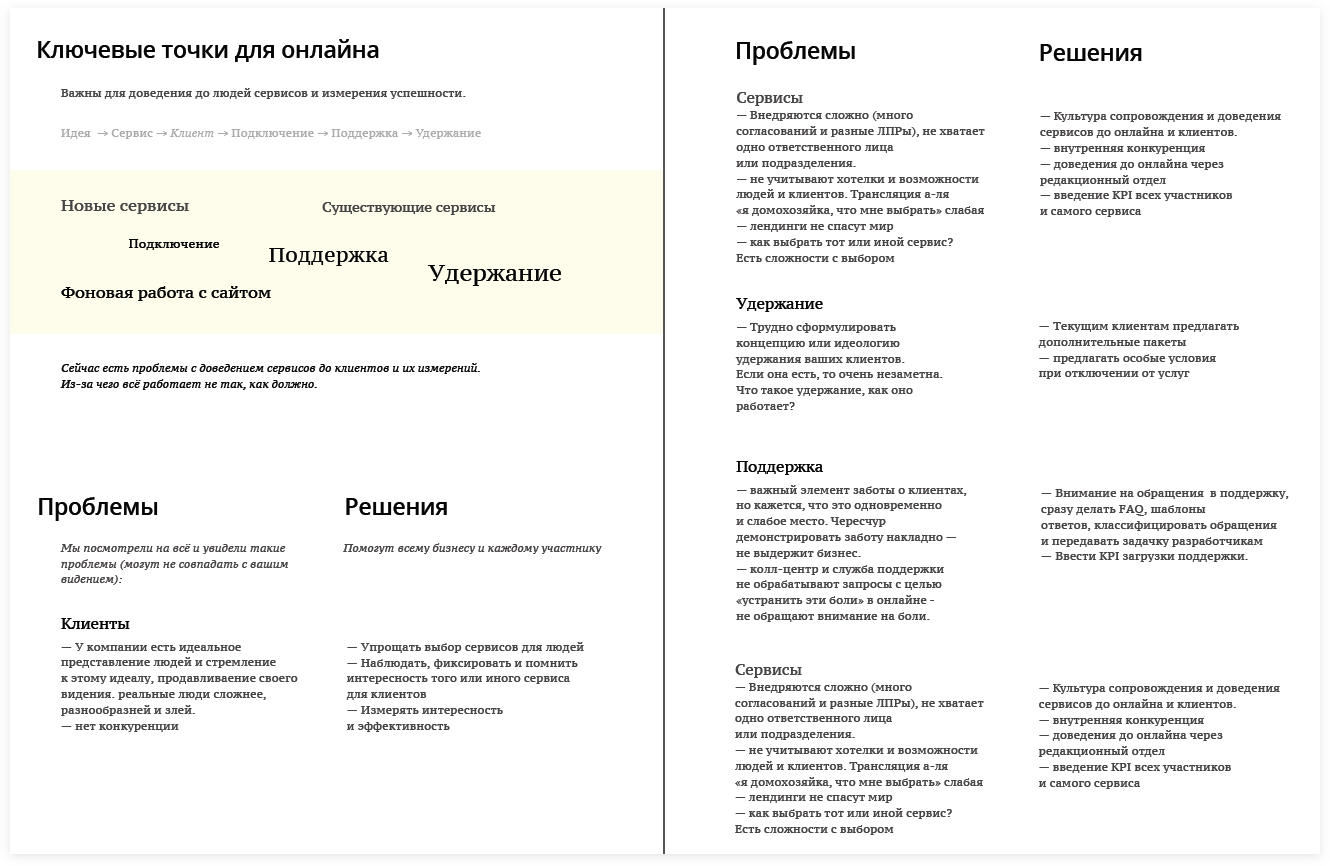 Ключевые точки для онлайна
Важны для доведения до людей сервисов и измерения успешности.
Идея → Сервис → Клиент → Подключение → Поддержка → Удержание
Новые сервисы
Существующие сервисы
Подключение
Поддержка
Удержание
Фоновая работа с сайтом
Сейчас есть проблемы с доведением сервисов до клиентов и их измерений.
Из-за чего всё работает не так, как должно.
Проблемы
Решения
Мы посмотрели на всё и увидели такие
проблемы (могут не совпадать с вашим
видением):
Помогут всему бизнесу и каждому участнику
Клиенты
— У компании есть идеальное
представление людей и стремление
к этому идеалу, продавливаение своего
видения. реальные люди сложнее,
разнообразней и злей.
— нет конкуренции
— Упрощать выбор сервисов для людей
— Наблюдать, фиксировать и помнить
интересность того или иного сервиса
для клиентов
— Измерять интересность
и эффективность
Проблемы
Решения
Сервисы
— Внедряются сложно (много
согласований и разные ЛПРы), не хватает
одно ответственного лица
или подразделения.
— не учитывают хотелки и возможности
людей и клиентов. Трансляция а-ля
«я домохозяйка, что мне выбрать» слабая
— лендинги не спасут мир
— как выбрать тот или иной сервис?
Есть сложности с выбором
— Культура сопровождения и доведения
сервисов до онлайна и клиентов.
— внутренняя конкуренция
— доведения до онлайна через
редакционный отдел
— введение KPI всех участников
и самого сервиса
Удержание
— Трудно сформулировать
концепцию или идеологию
удержания ваших клиентов.
Если она есть, то очень незаметна.
Что такое удержание, как оно
работает?
— Текущим клиентам предлагать
дополнительные пакеты
— предлагать особые условия
при отключении от услуг
Поддержка
— важный элемент заботы о клиентах,
но кажется, что это одновременно
и слабое место. Чересчур
демонстрировать заботу накладно —
не выдержит бизнес.
— колл-центр и служба поддержки
не обрабатывают запросы с целью
«устранить эти боли» в онлайне -
не обращают внимание на боли.
— Внимание на обращения в поддержку,
сразу делать FAQ, шаблоны
ответов, классифицировать обращения
и передавать задачку разработчикам
— Ввести KPI загрузки поддержки.
Сервисы
— Внедряются сложно (много
согласований и разные ЛПРы), не хватает
одно ответственного лица
или подразделения.
— не учитывают хотелки и возможности
людей и клиентов. Трансляция а-ля
«я домохозяйка, что мне выбрать» слабая
— лендинги не спасут мир
— как выбрать тот или иной сервис?
Есть сложности с выбором
— Культура сопровождения и доведения
сервисов до онлайна и клиентов.
— внутренняя конкуренция
— доведения до онлайна через
редакционный отдел
— введение KPI всех участников
и самого сервиса